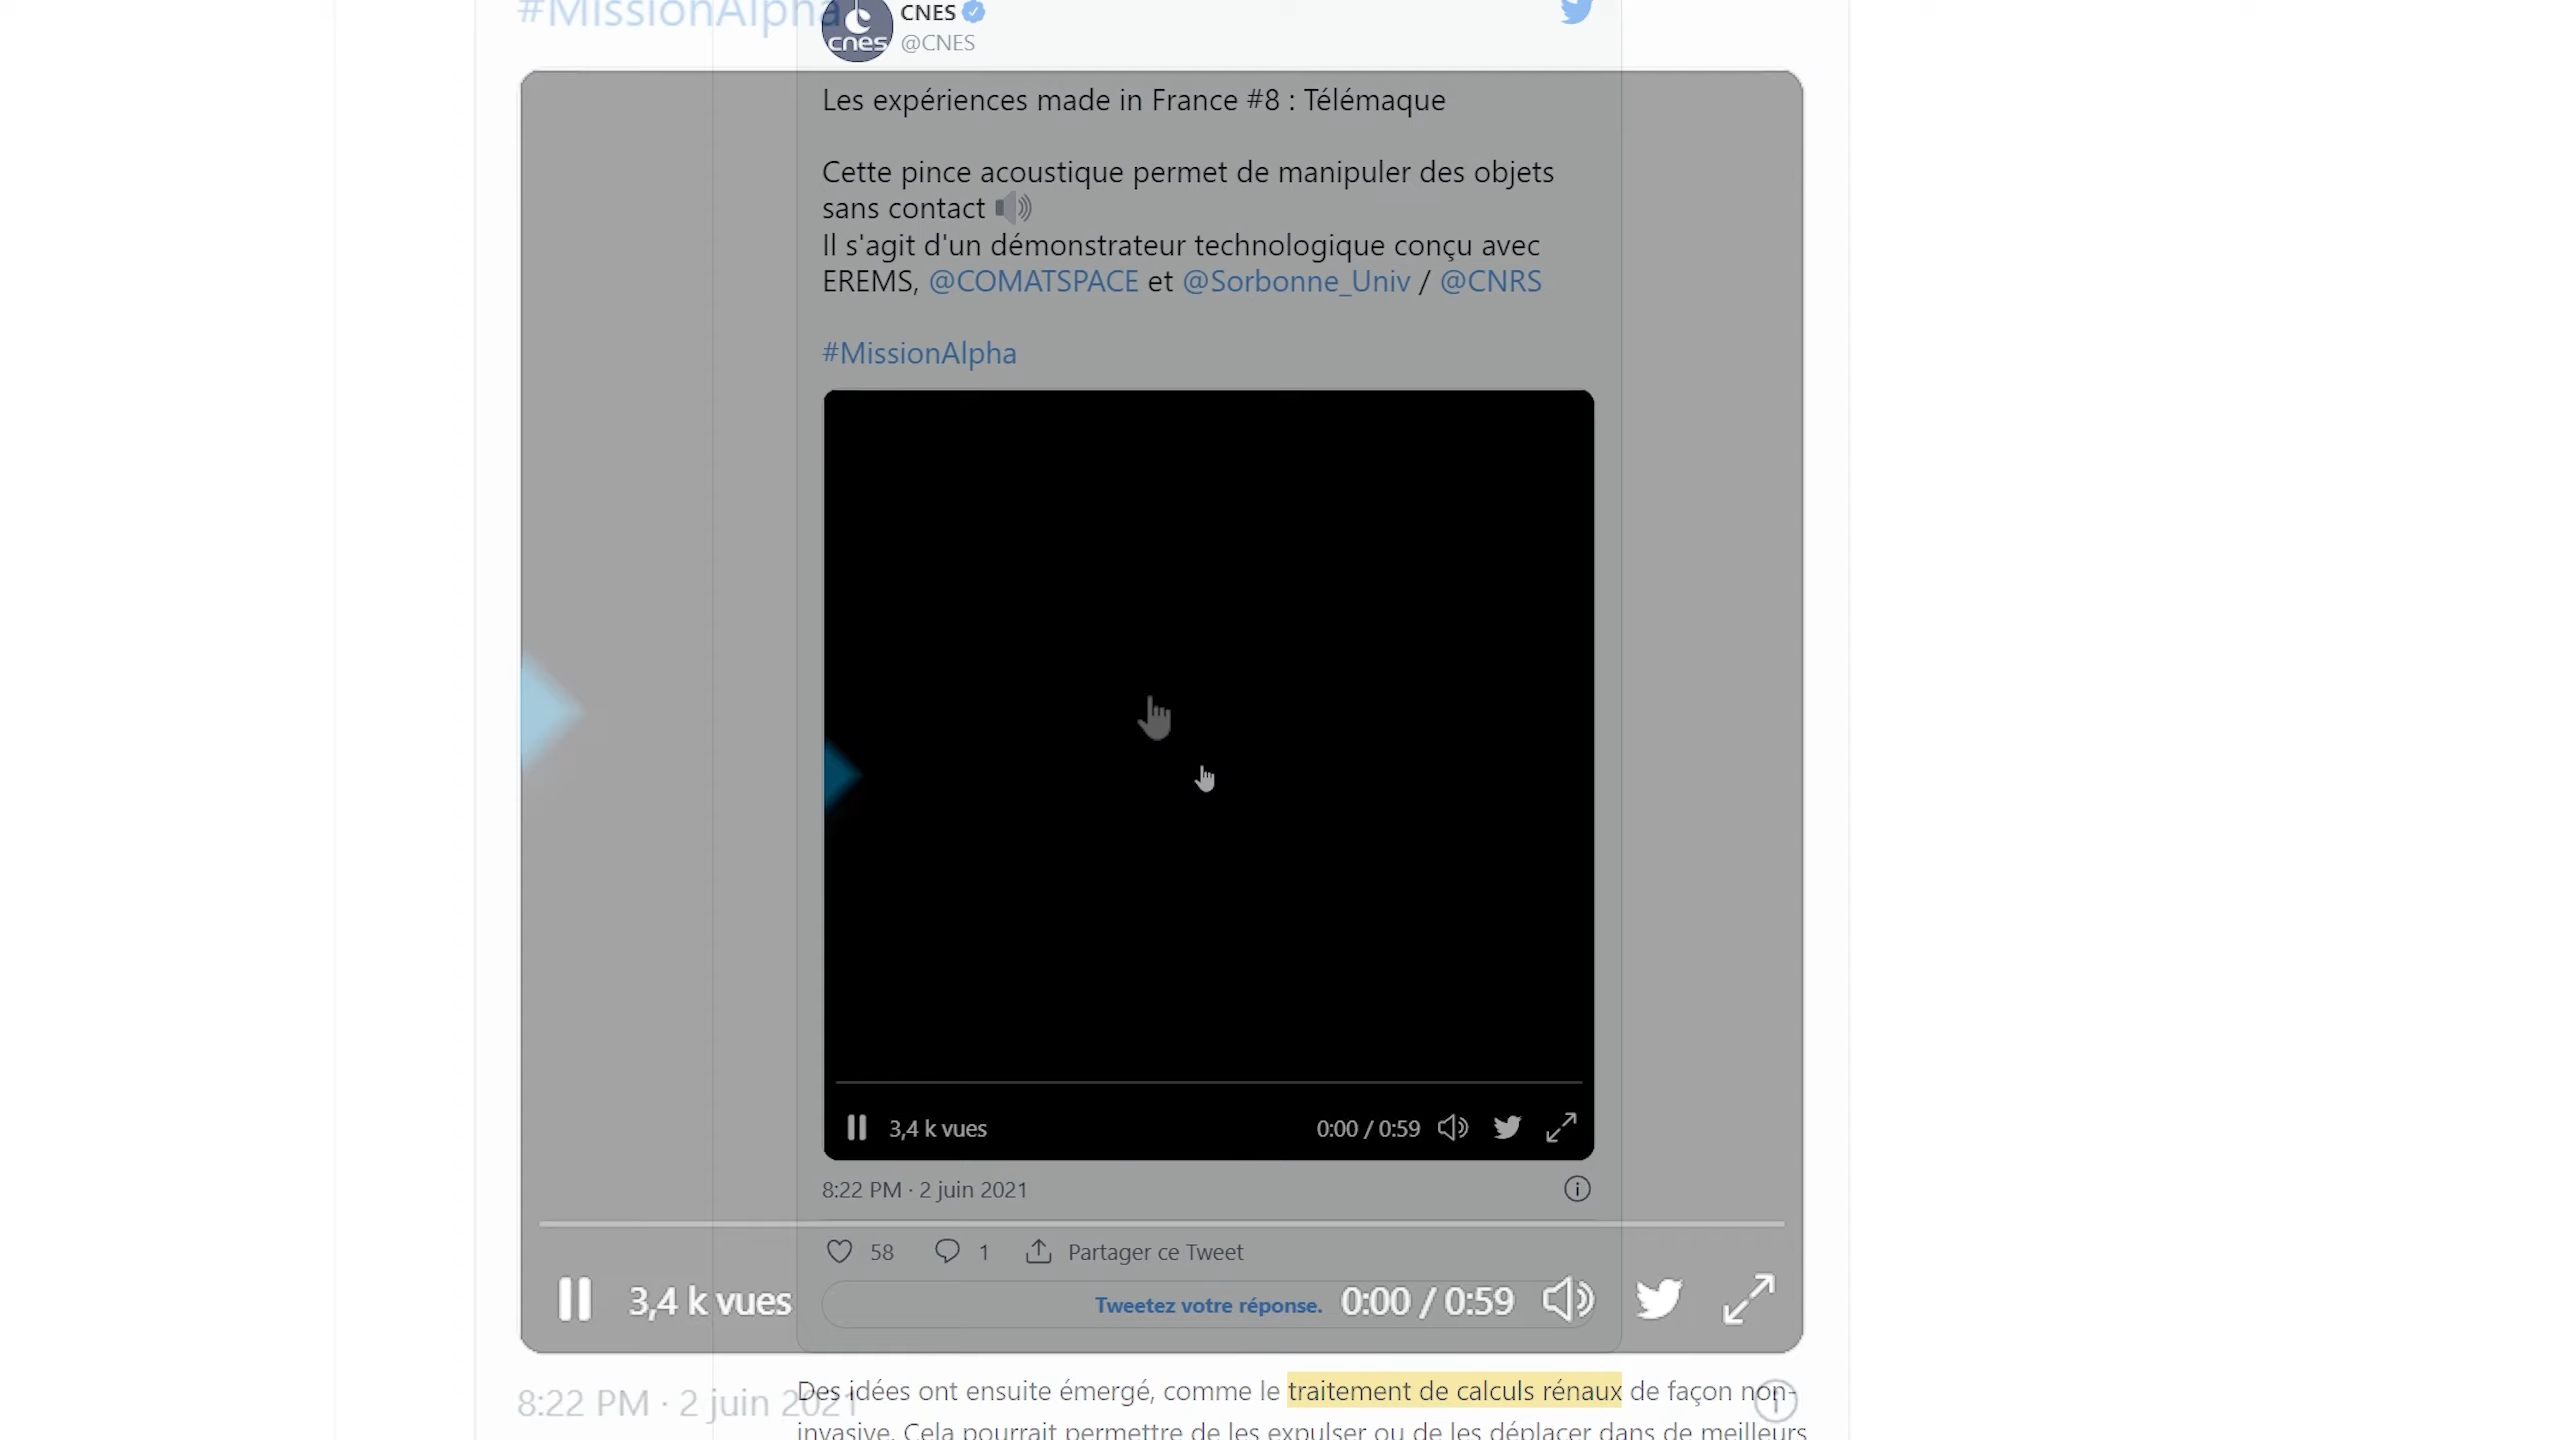 #MissionAlpha
CNES
cnes
@CNES
Les expériences made in France #8 : Télémaque
Cette pince acoustique permet de manipuler des objets
sans contact
Il s'agit d'un démonstrateur technologique conçu avec
EREMS, @COMATSPACE et @Sorbonne_Univ / @CNRS
#MissionAlpha
3,4 k vues 0:00 / 0:59
8:22 PM · 2 juin 2021
58 1 Partager ce Tweet
3,4 k vues
Tweetez votre réponse.
0:00 / 0:59
Des idées ont ensuite émergé, comme le traitement de calculs rénaux de façon non-
8:22 PM · 2 juin 2021
invasive. Cela pourrait permettre de les expulser ou de les déplacer dans de meilleurs